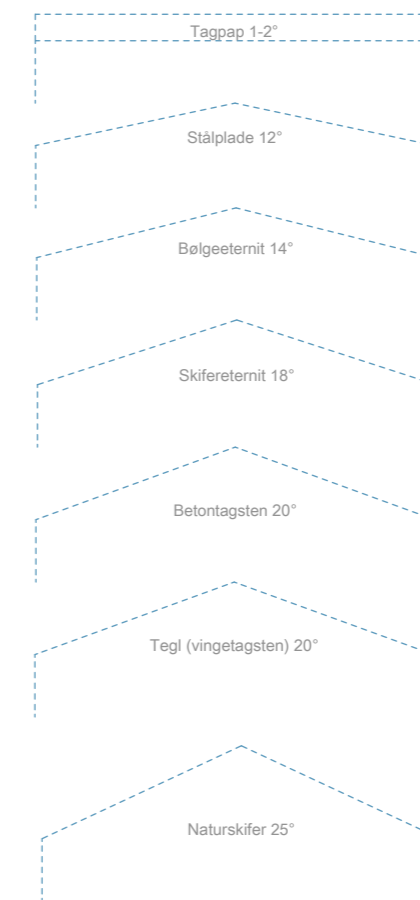 Tagpap 1-2°
Stålplade 12°
Bølgeeternit 14°
Skifereternit 18°
Betontagsten 20°
Tegl (vingetagsten) 20°
Naturskifer 25°